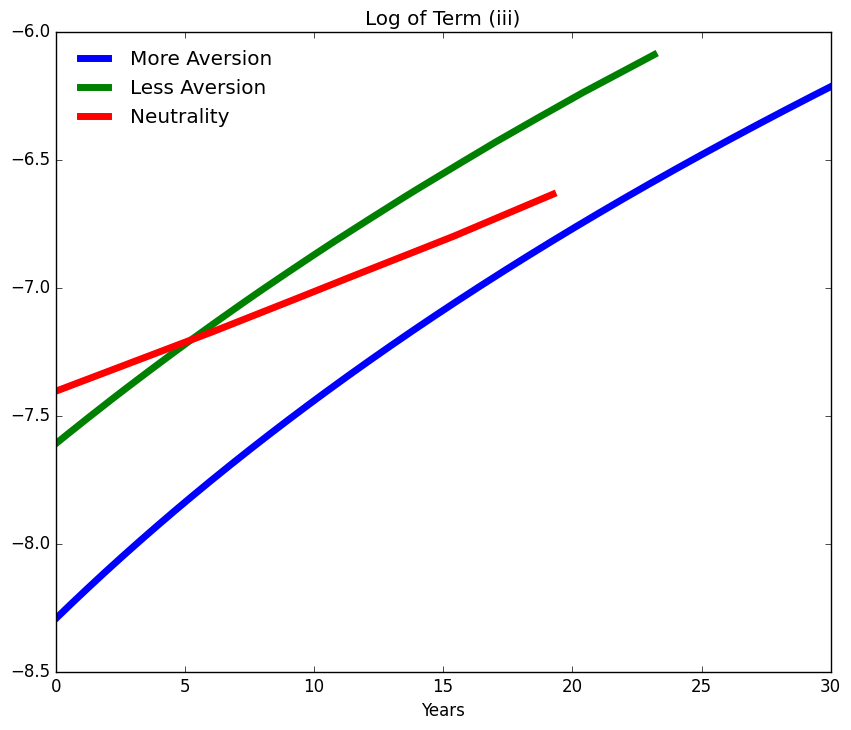 Log of Term (iii)
−6.0
−6.5
−7.0
−7.5
−8.0
−8.5
More Aversion
Less Aversion
Neutrality
0 5 10 15 20 25 30
Years